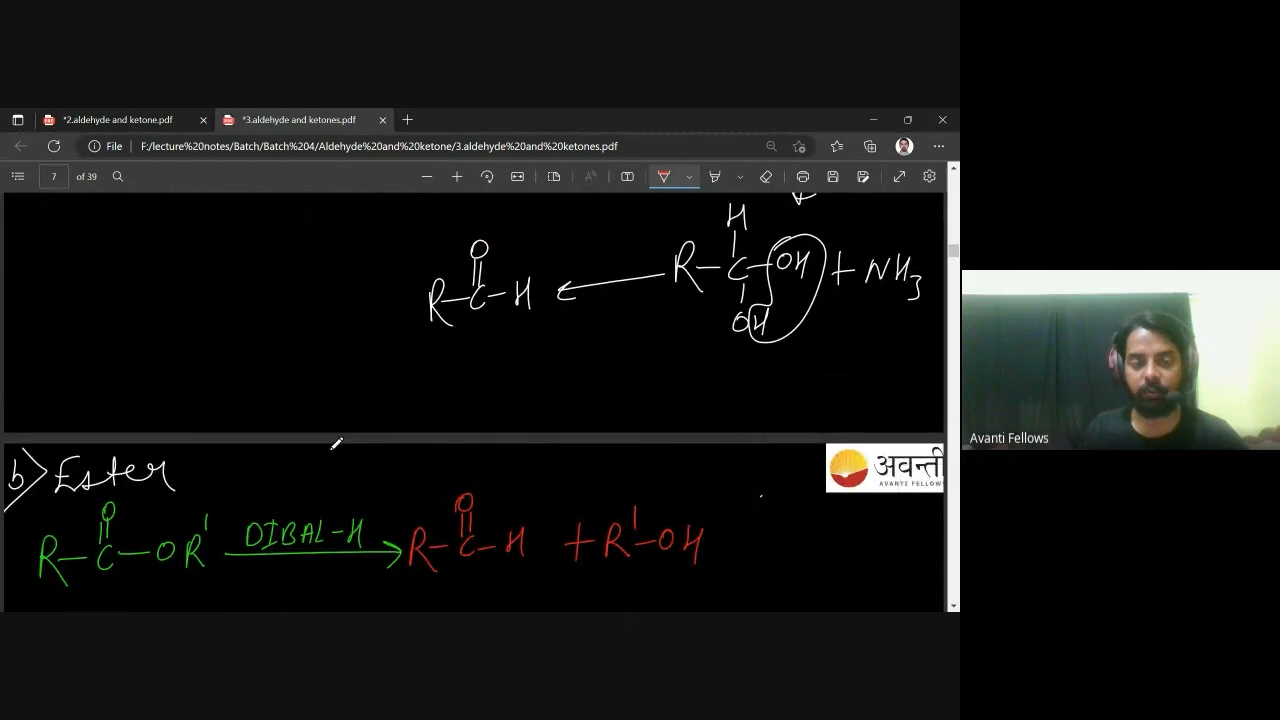 *2.aldehyde and ketone.pdf
*3.aldehyde and ketones.pdf
File
F:/lecture%20notes/Batch/Batch%204/Aldehyde%20and%20ketone/3.aldehyde%20and%20ketones.pdf
7 of 39
H
O
R-C-H
R-C-OH + NH3
OH
b) Ester
अवन्ती
AVANTI FELLOWS
O
R-C-OR'
DIBAL-H
O
R-C-H + R'-OH
Avanti Fellows